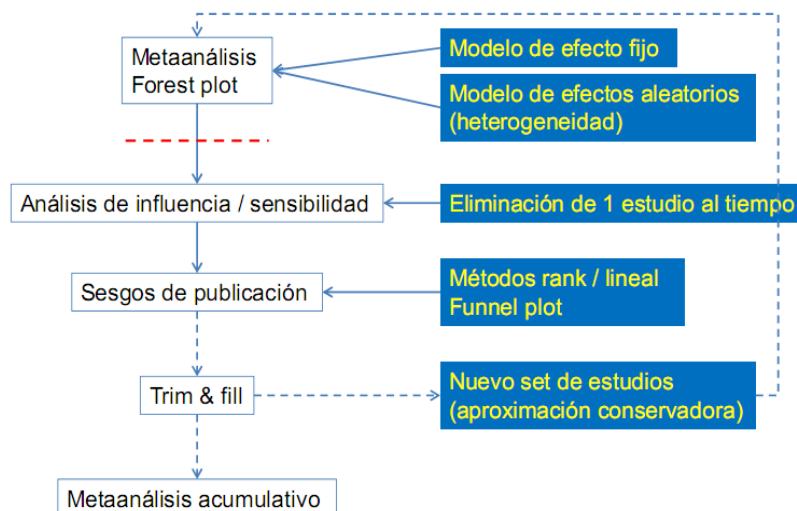 Metaanálisis
Forest plot
Modelo de efecto fijo
Modelo de efectos aleatorios
(heterogeneidad)
Análisis de influencia / sensibilidad
Eliminación de 1 estudio al tiempo
Sesgos de publicación
Métodos rank / lineal
Funnel plot
Trim & fill
Nuevo set de estudios
(aproximación conservadora)
Metaanálisis acumulativo